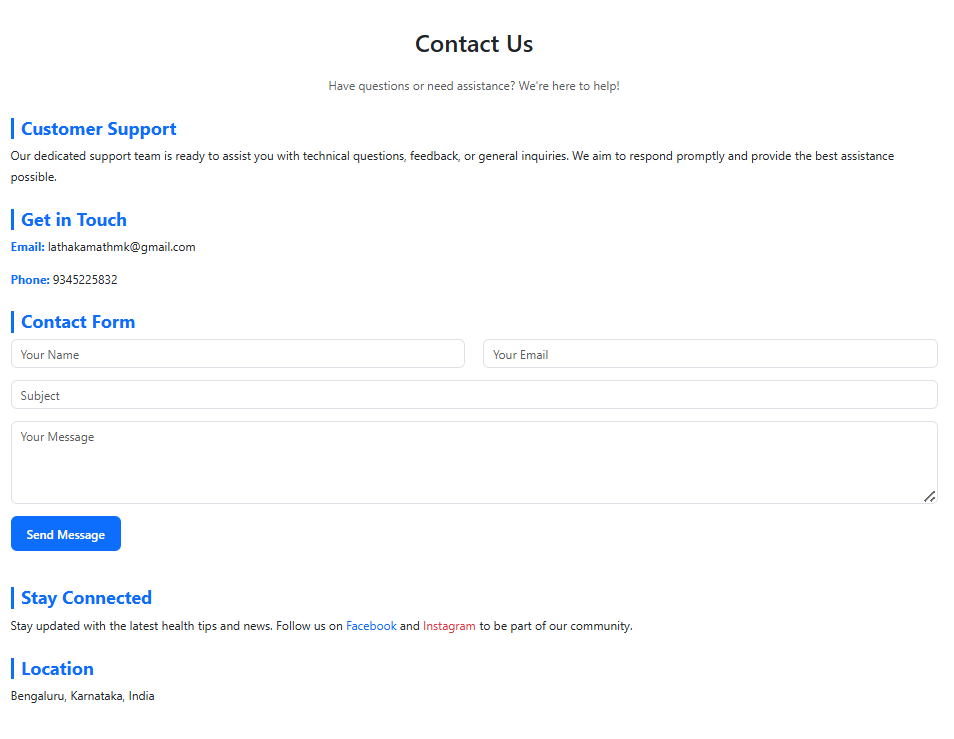 Contact Us
Have questions or need assistance? We're here to help!
Customer Support
Our dedicated support team is ready to assist you with technical questions, feedback, or general inquiries. We aim to respond promptly and provide the best assistance
possible.
Get in Touch
Email: lathakamathmk@gmail.com
Phone: 9345225832
Contact Form
Your Name Your Email
Subject
Your Message
Send Message
Stay Connected
Stay updated with the latest health tips and news. Follow us on Facebook and Instagram to be part of our community.
Location
Bengaluru, Karnataka, India